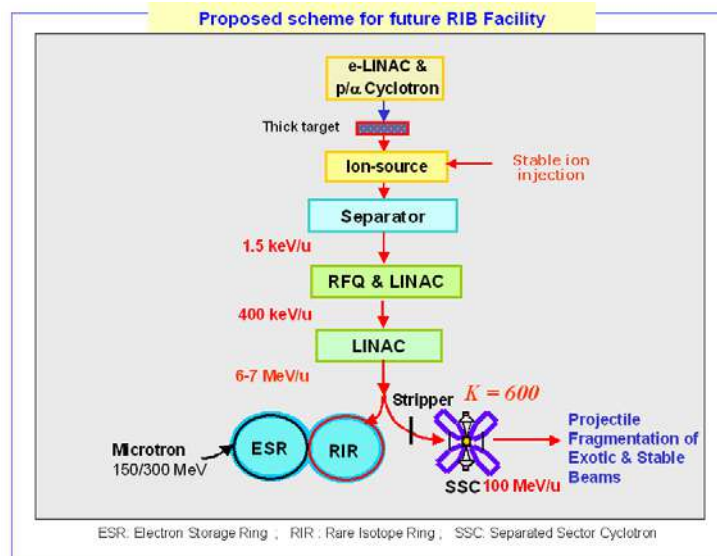 Proposed scheme for future RIB Facility
e-LINAC &
p/α Cyclotron
Thick target
Ion-source
Stable ion
injection
Separator
1.5 keV/u
RFQ & LINAC
400 keV/u
LINAC
6-7 MeV/u
Stripper
K = 600
Microtron
150/300 MeV
ESR
RIR
SSC
100 MeV/u
Projectile
Fragmentation of
Exotic & Stable
Beams
ESR: Electron Storage Ring ; RIR : Rare Isotope Ring ; SSC: Separated Sector Cyclotron